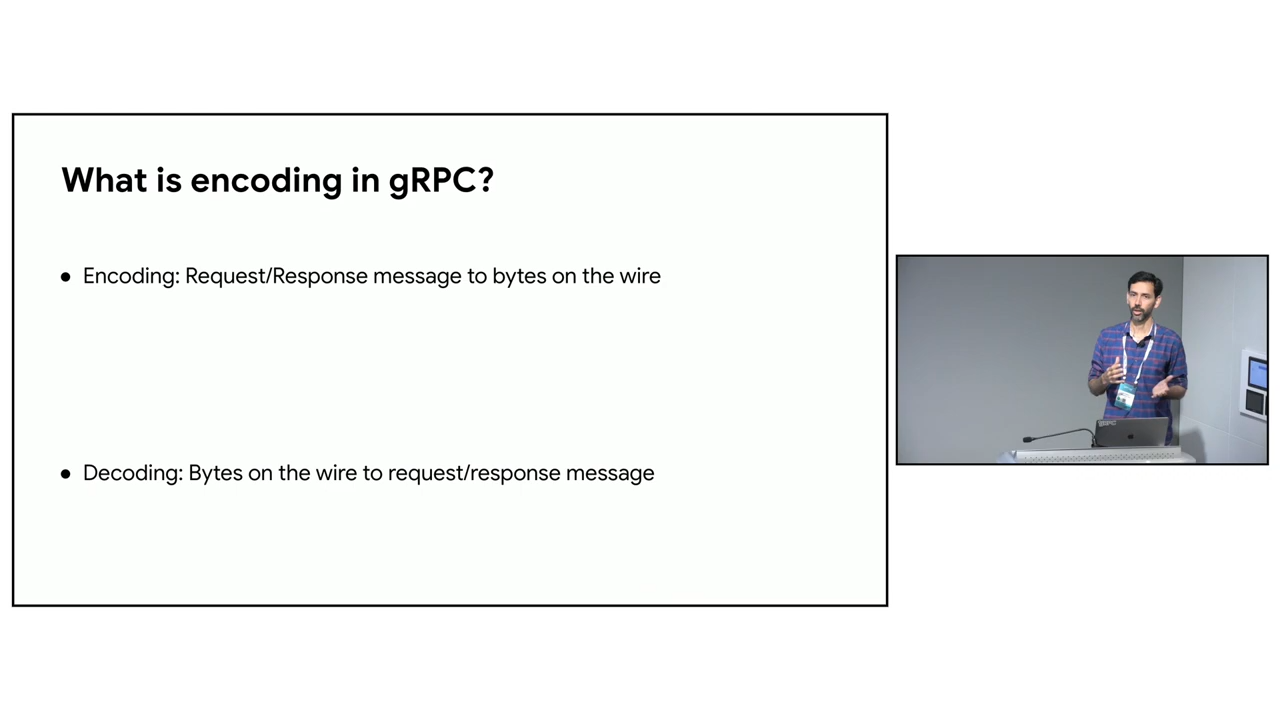 What is encoding in gRPC?
● Encoding: Request/Response message to bytes on the wire
● Decoding: Bytes on the wire to request/response message
gRPC